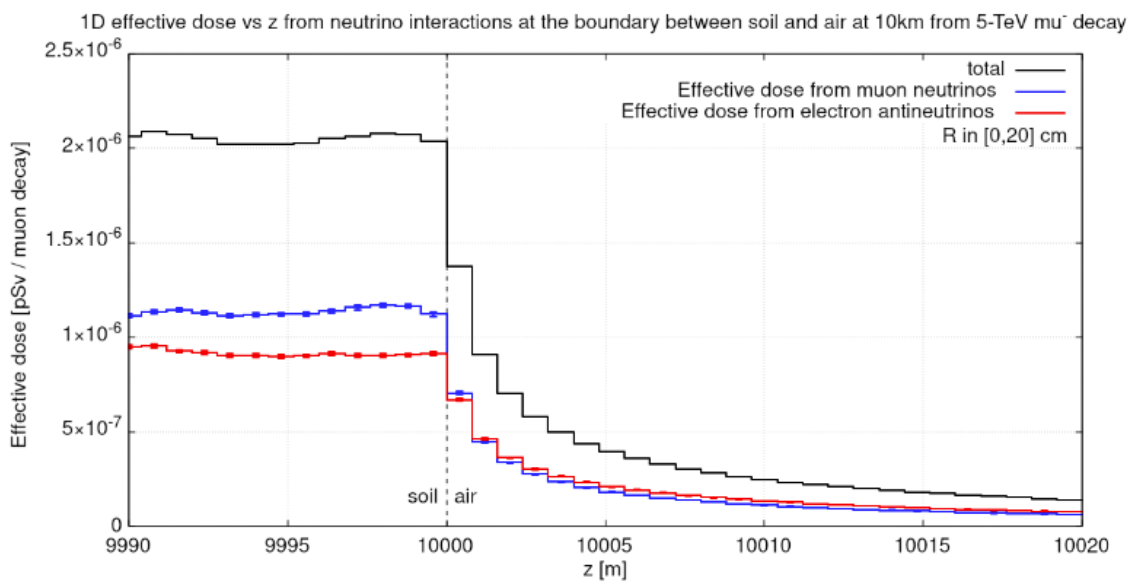 1D effective dose vs z from neutrino interactions at the boundary between soil and air at 10km from 5-TeV mu⁻ decay
2.5×10⁻⁶
2×10⁻⁶
1.5×10⁻⁶
1×10⁻⁶
5×10⁻⁷
0
Effective dose [pSv / muon decay]
total
Effective dose from muon neutrinos
Effective dose from electron antineutrinos
R in [0,20] cm
soil air
9990 9995 10000 10005 10010 10015 10020
z [m]